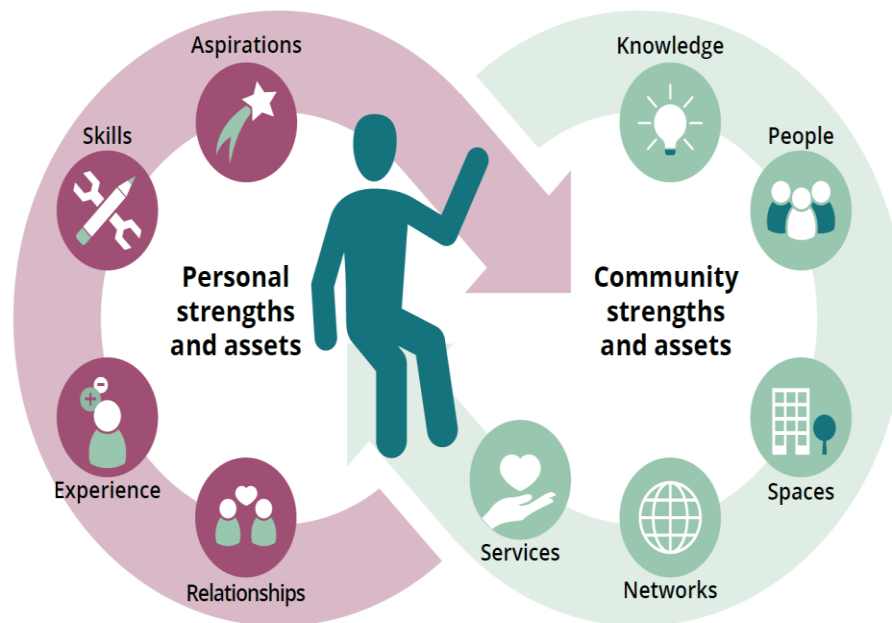 Aspirations
Skills
Personal
strengths
and assets
Experience
Relationships
Knowledge
People
Community
strengths
and assets
Spaces
Networks
Services